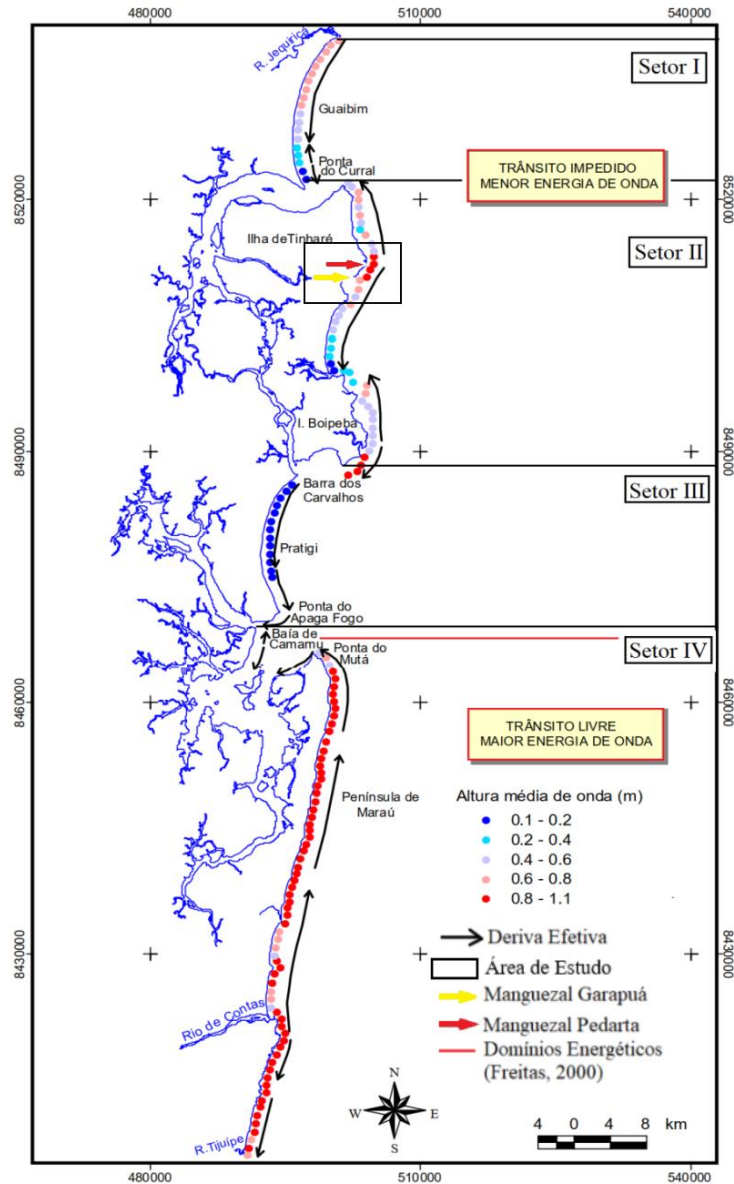 480000
510000
540000
R. Jequiriça
Setor I
Guaibim
Ponta
do Curral
TRÂNSITO IMPEDIDO
MENOR ENERGIA DE ONDA
8520000
8520000
Ilha deTinharé
Setor II
I. Boipeba
8490000
8490000
Barra dos
Carvalhos
Setor III
Pratigi
Ponta do
Apaga Fogo
Baía de
Camamu
Ponta do
Mutá
Setor IV
8460000
8460000
TRÂNSITO LIVRE
MAIOR ENERGIA DE ONDA
Península de
Maraú
Altura média de onda (m)
0.1 - 0.2
0.2 - 0.4
0.4 - 0.6
0.6 - 0.8
0.8 - 1.1
Deriva Efetiva
8430000
8430000
Área de Estudo
Manguezal Garapuá
Rio de Contas
Manguezal Pedarta
Domínios Energéticos
(Freitas, 2000)
N
W
E
S
4 0 4 8 km
R.Tijuípe
480000
510000
540000